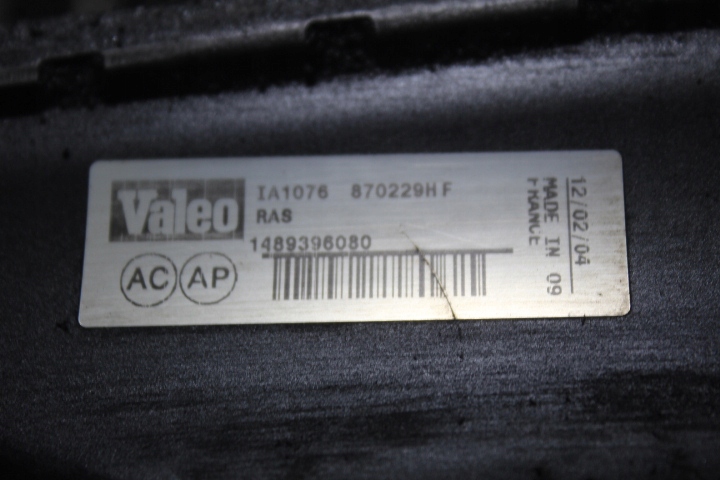 Valeo
IA1076 870229HF
RAS
1489396080
AC AP
12/02/04
MADE IN 09
FRANCE